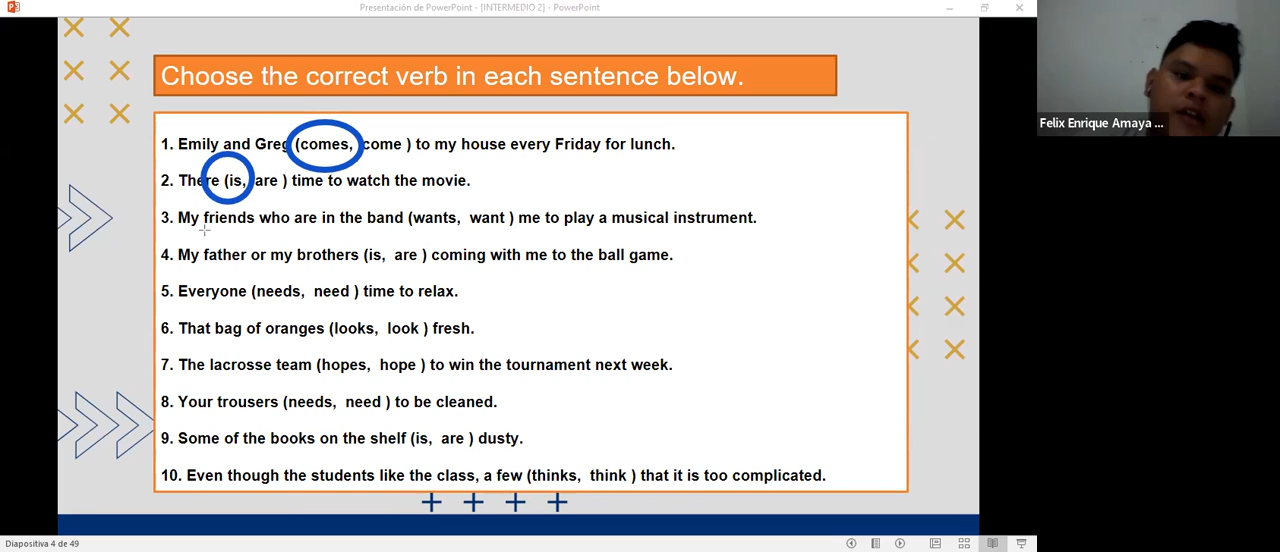 Presentación de PowerPoint - [INTERMEDIO 2] - PowerPoint
Choose the correct verb in each sentence below.
Felix Enrique Amaya ...
1. Emily and Greg (comes, come ) to my house every Friday for lunch.
2. There (is, are ) time to watch the movie.
3. My friends who are in the band (wants, want ) me to play a musical instrument.
4. My father or my brothers (is, are ) coming with me to the ball game.
5. Everyone (needs, need ) time to relax.
6. That bag of oranges (looks, look ) fresh.
7. The lacrosse team (hopes, hope ) to win the tournament next week.
8. Your trousers (needs, need ) to be cleaned.
9. Some of the books on the shelf (is, are ) dusty.
10. Even though the students like the class, a few (thinks, think ) that it is too complicated.
Diapositiva 4 de 49